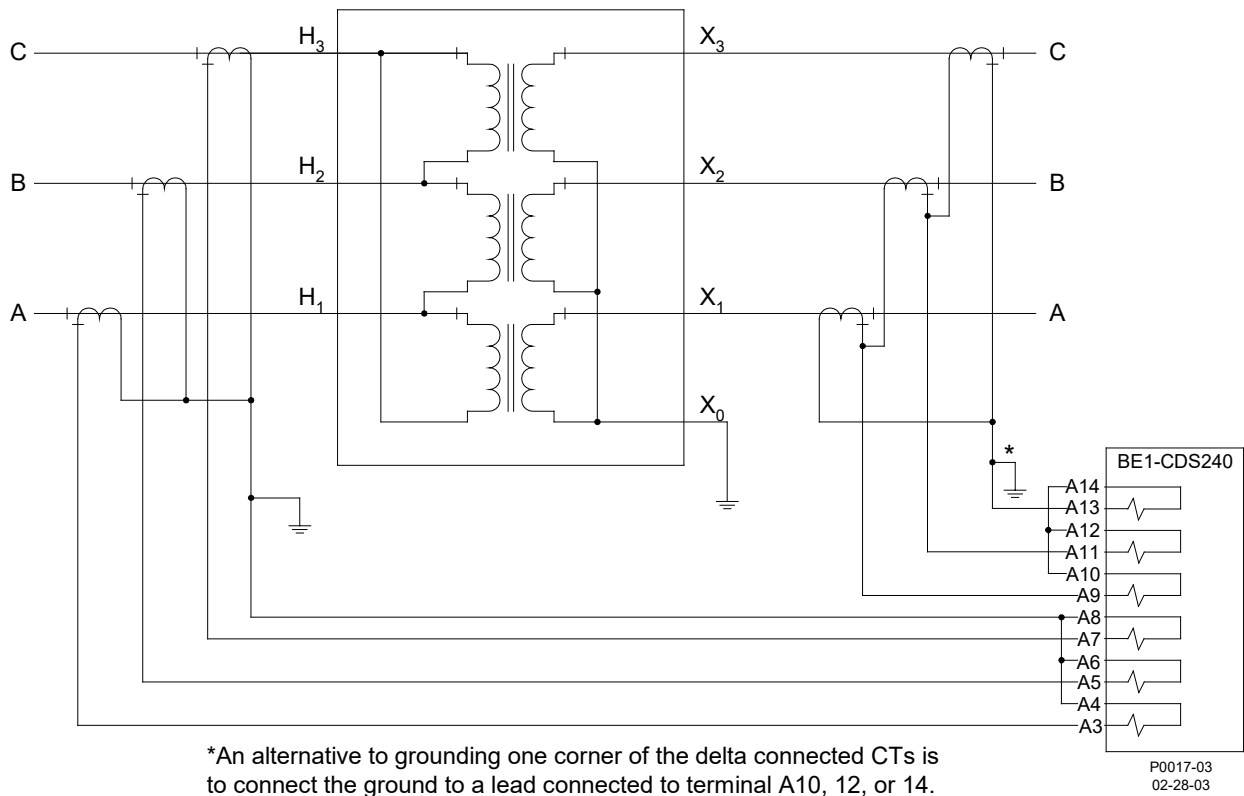 C H₃ X₃ C
B H₂ X₂ B
A H₁ X₁ A
X₀
*
BE1-CDS240
A14
A13
A12
A11
A10
A9
A8
A7
A6
A5
A4
A3
*An alternative to grounding one corner of the delta connected CTs is
to connect the ground to a lead connected to terminal A10, 12, or 14.
P0017-03
02-28-03